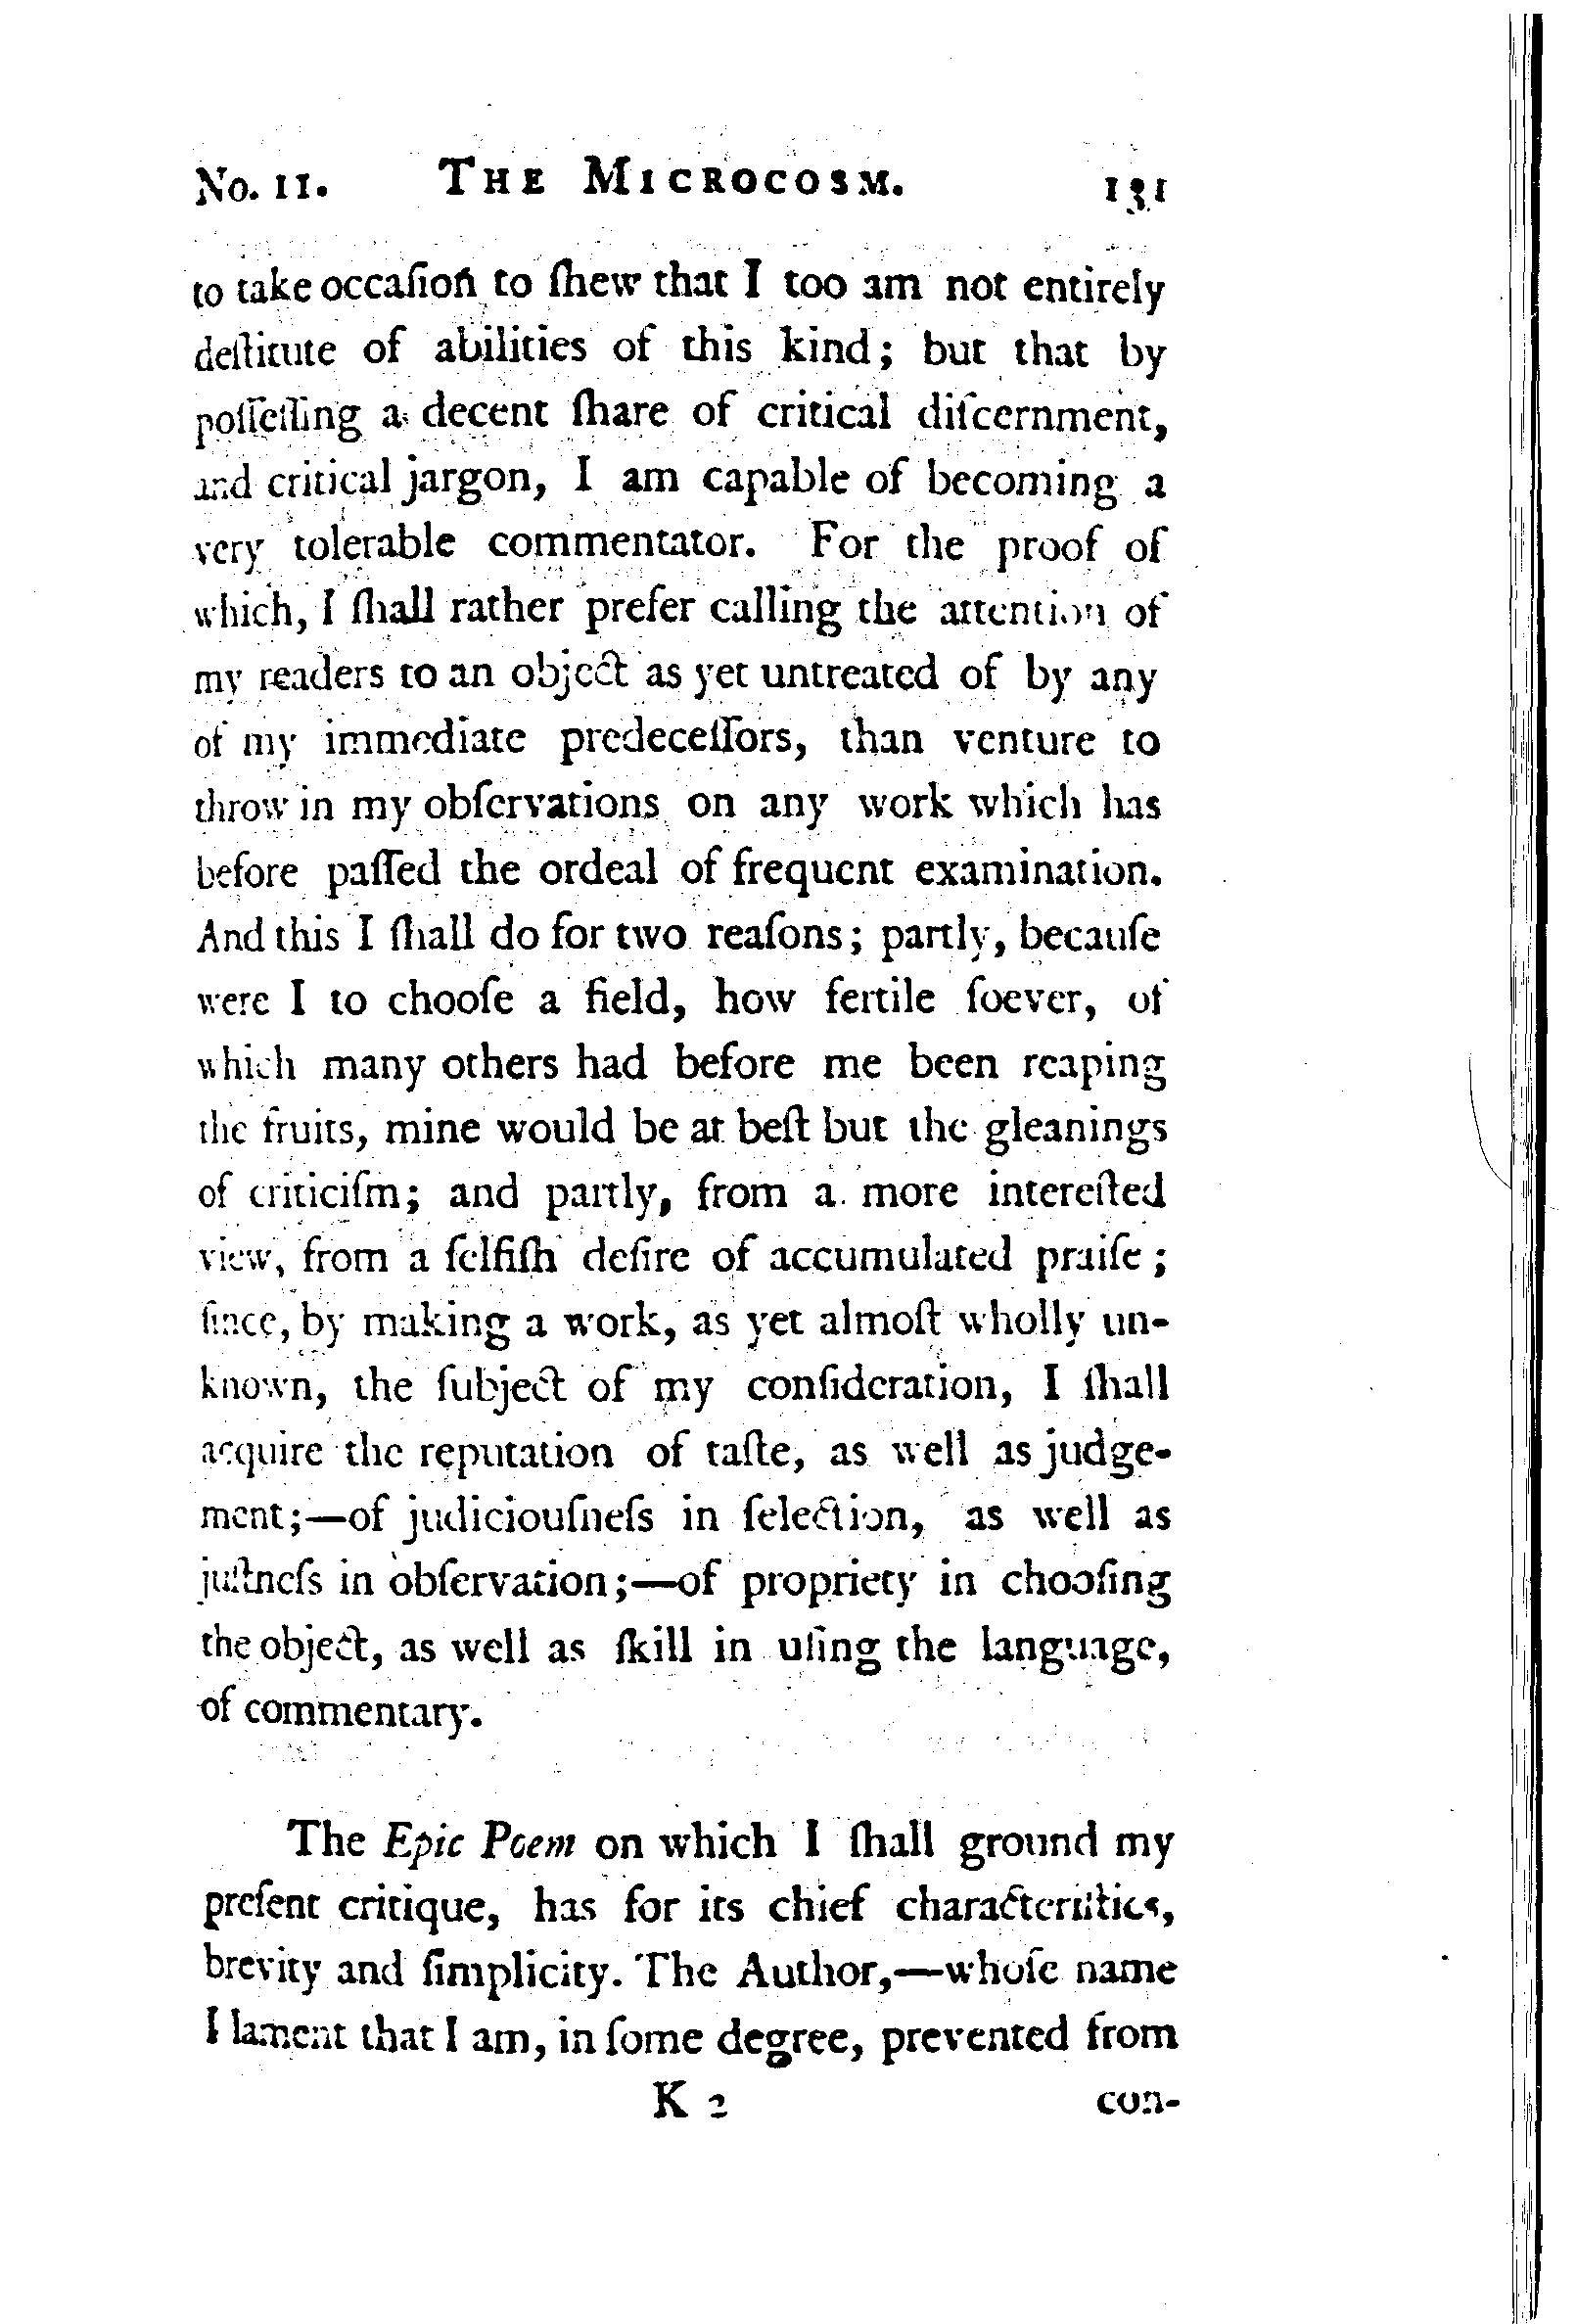 No. 11. THE MICROCOSM. 131
to take occaſion to ſhew that I too am not entirely
deſtitute of abilities of this kind; but that by
poſſeſſing a decent ſhare of critical diſcernment,
and critical jargon, I am capable of becoming a
very tolerable commentator. For the proof of
which, I ſhall rather prefer calling the attention of
my readers to an object as yet untreated of by any
of my immediate predeceſſors, than venture to
throw in my obſervations on any work which has
before paſſed the ordeal of frequent examination.
And this I ſhall do for two reaſons; partly, becauſe
were I to chooſe a field, how fertile ſoever, of
which many others had before me been reaping
the fruits, mine would be at beſt but the gleanings
of criticiſm; and partly, from a more intereſted
view, from a ſelfiſh deſire of accumulated praiſe;
ſince, by making a work, as yet almoſt wholly un-
known, the ſubject of my conſideration, I ſhall
acquire the reputation of taſte, as well as judge-
ment;—of judiciouſneſs in ſelection, as well as
juſtneſs in obſervation;—of propriety in chooſing
the object, as well as ſkill in uſing the language,
of commentary.
The Epic Poem on which I ſhall ground my
preſent critique, has for its chief characteriſtics,
brevity and ſimplicity. The Author,—whoſe name
I lament that I am, in ſome degree, prevented from
K 2 con-